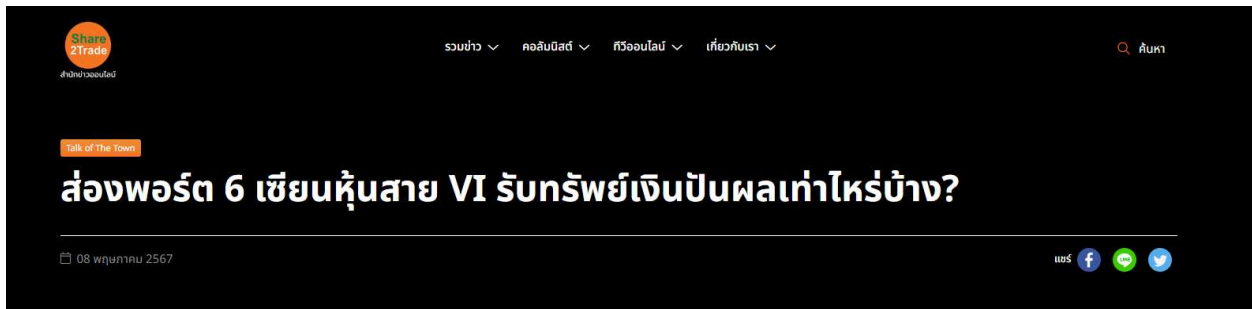 Share
2Trade
สำนักข่าวออนไลน์
รวมข่าว คอลัมนิสต์ ทีวีออนไลน์ เกี่ยวกับเรา
ค้นหา
Talk of The Town
ส่องพอร์ต 6 เซียนหุ้นสาย VI รับทรัพย์เงินปันผลเท่าไหร่บ้าง?
08 พฤษภาคม 2567
แชร์
LINE